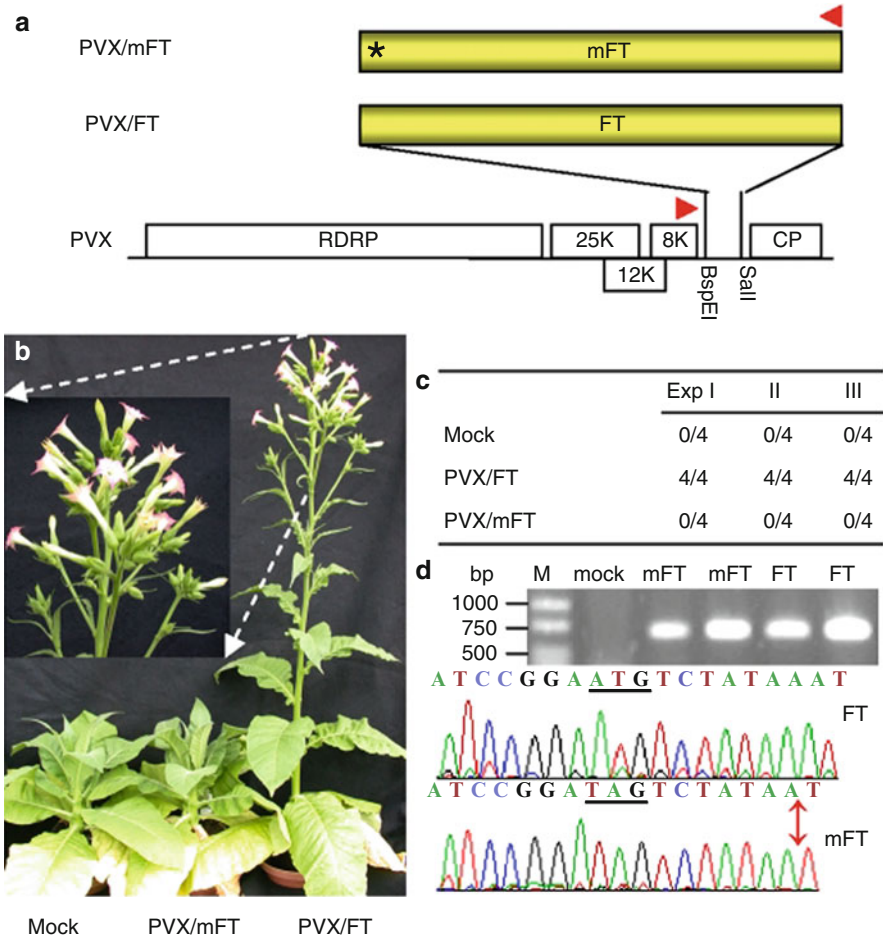 a
PVX/mFT
*
mFT
PVX/FT
FT
PVX
RDRP
25K
8K
CP
12K
BspEI
SalI
b
Mock PVX/mFT PVX/FT
c
Exp I II III
Mock 0/4 0/4 0/4
PVX/FT 4/4 4/4 4/4
PVX/mFT 0/4 0/4 0/4
d
bp M mock mFT mFT FT FT
1000
750
500
A T C C G G A A T G T C T A T A A A T
FT
A T C C G G A T A G T C T A T A A T
mFT